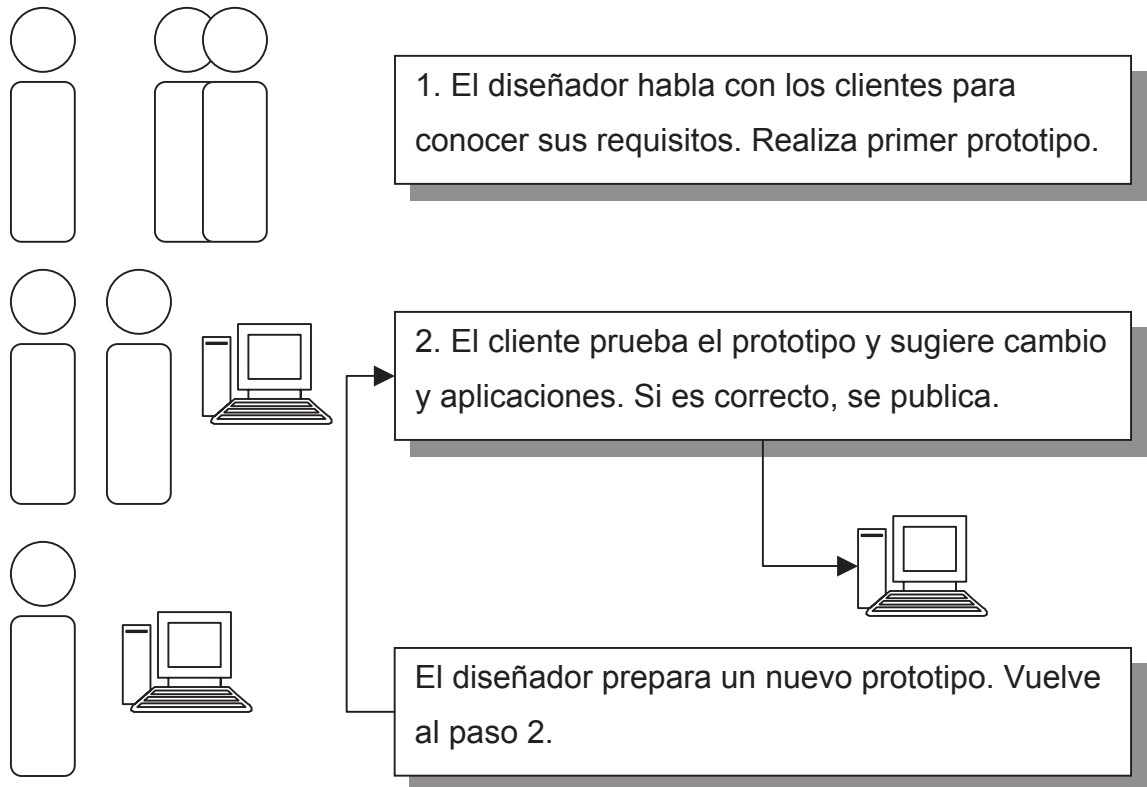 1. El diseñador habla con los clientes para
conocer sus requisitos. Realiza primer prototipo.
2. El cliente prueba el prototipo y sugiere cambio
y aplicaciones. Si es correcto, se publica.
El diseñador prepara un nuevo prototipo. Vuelve
al paso 2.